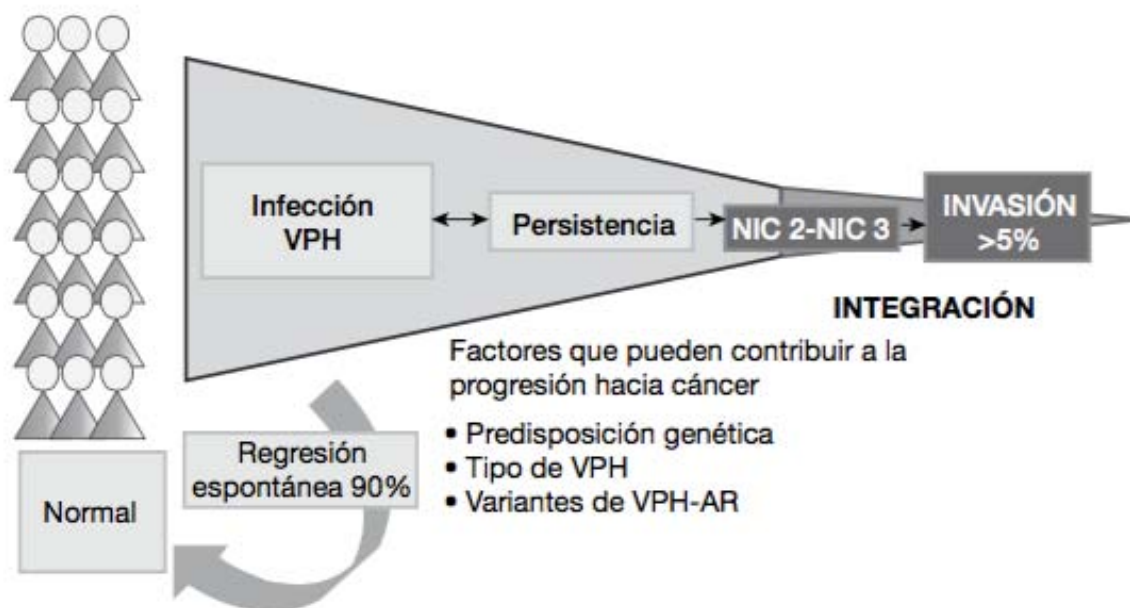 Infección
VPH
Persistencia
NIC 2-NIC 3
INVASIÓN
>5%
INTEGRACIÓN
Factores que pueden contribuir a la
progresión hacia cáncer
• Predisposición genética
• Tipo de VPH
• Variantes de VPH-AR
Regresión
espontánea 90%
Normal